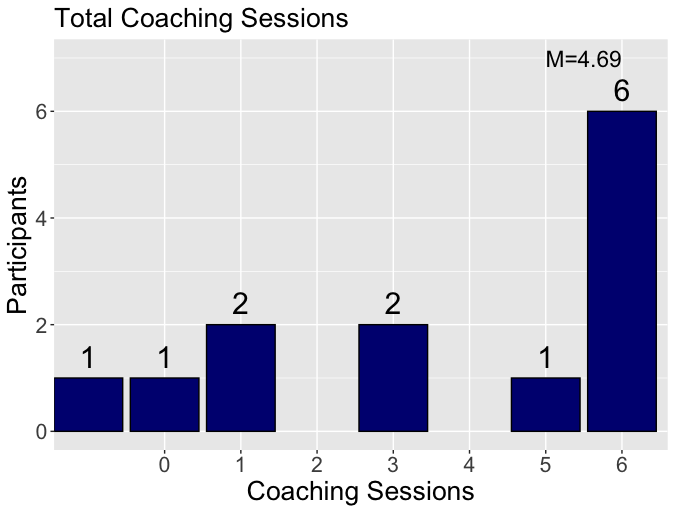 Total Coaching Sessions
M=4.69
6
1
1
2
2
1
Participants
6
4
2
0
0 1 2 3 4 5 6
Coaching Sessions